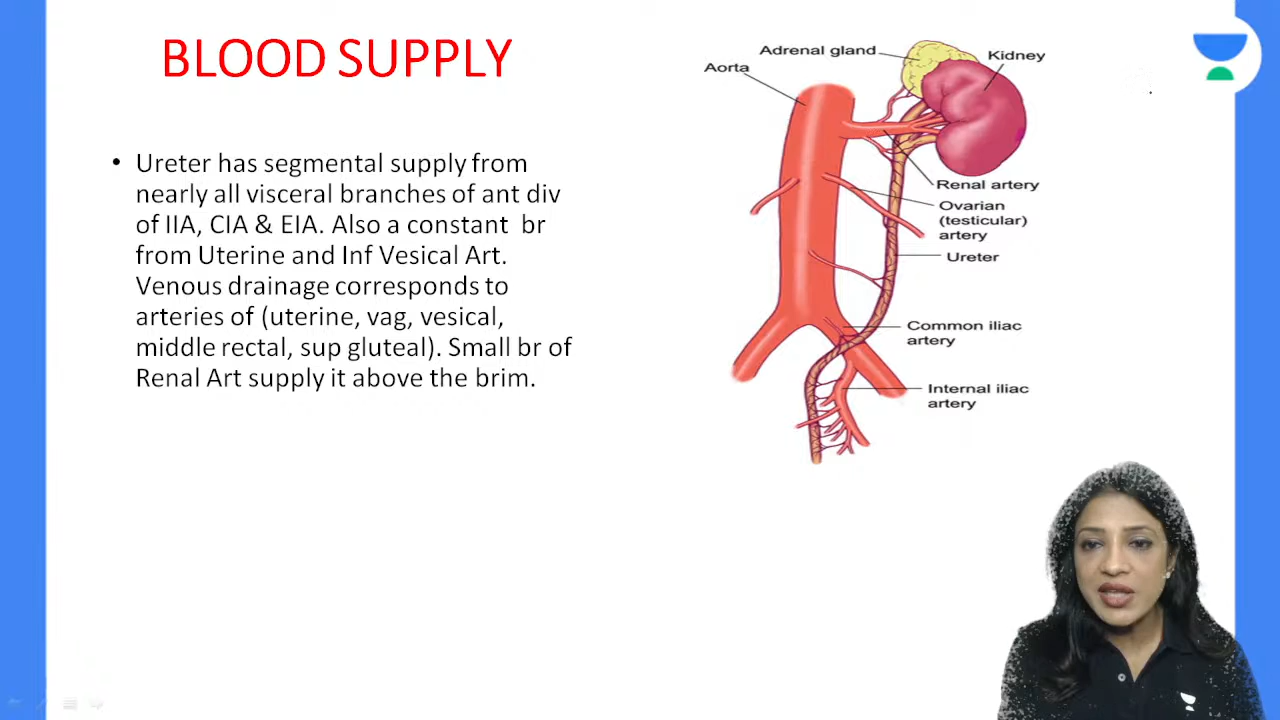 BLOOD SUPPLY
• Ureter has segmental supply from
nearly all visceral branches of ant div
of IIA, CIA & EIA. Also a constant br
from Uterine and Inf Vesical Art.
Venous drainage corresponds to
arteries of (uterine, vag, vesical,
middle rectal, sup gluteal). Small br of
Renal Art supply it above the brim.
Adrenal gland
Kidney
Aorta
Renal artery
Ovarian
(testicular)
artery
Ureter
Common iliac
artery
Internal iliac
artery